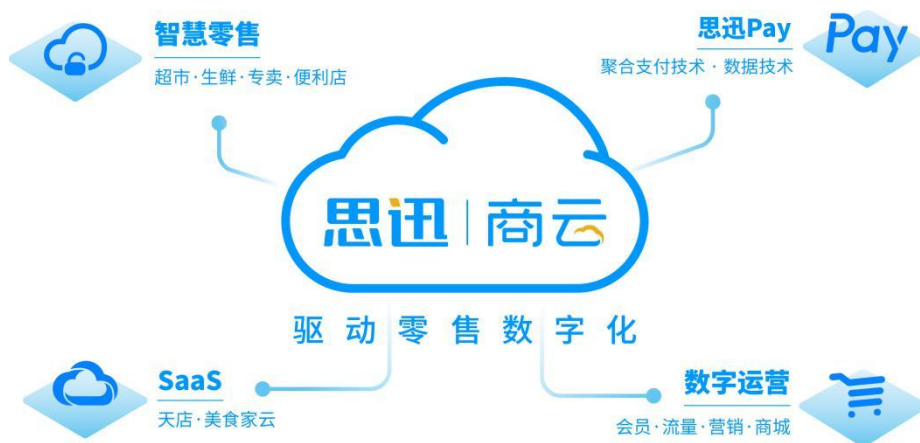 智慧零售
超市·生鲜·专卖·便利店
思迅Pay
聚合支付技术 · 数据技术
Pay
思迅|商云
驱动零售数字化
SaaS
天店·美食家云
数字运营
会员·流量·营销·商城